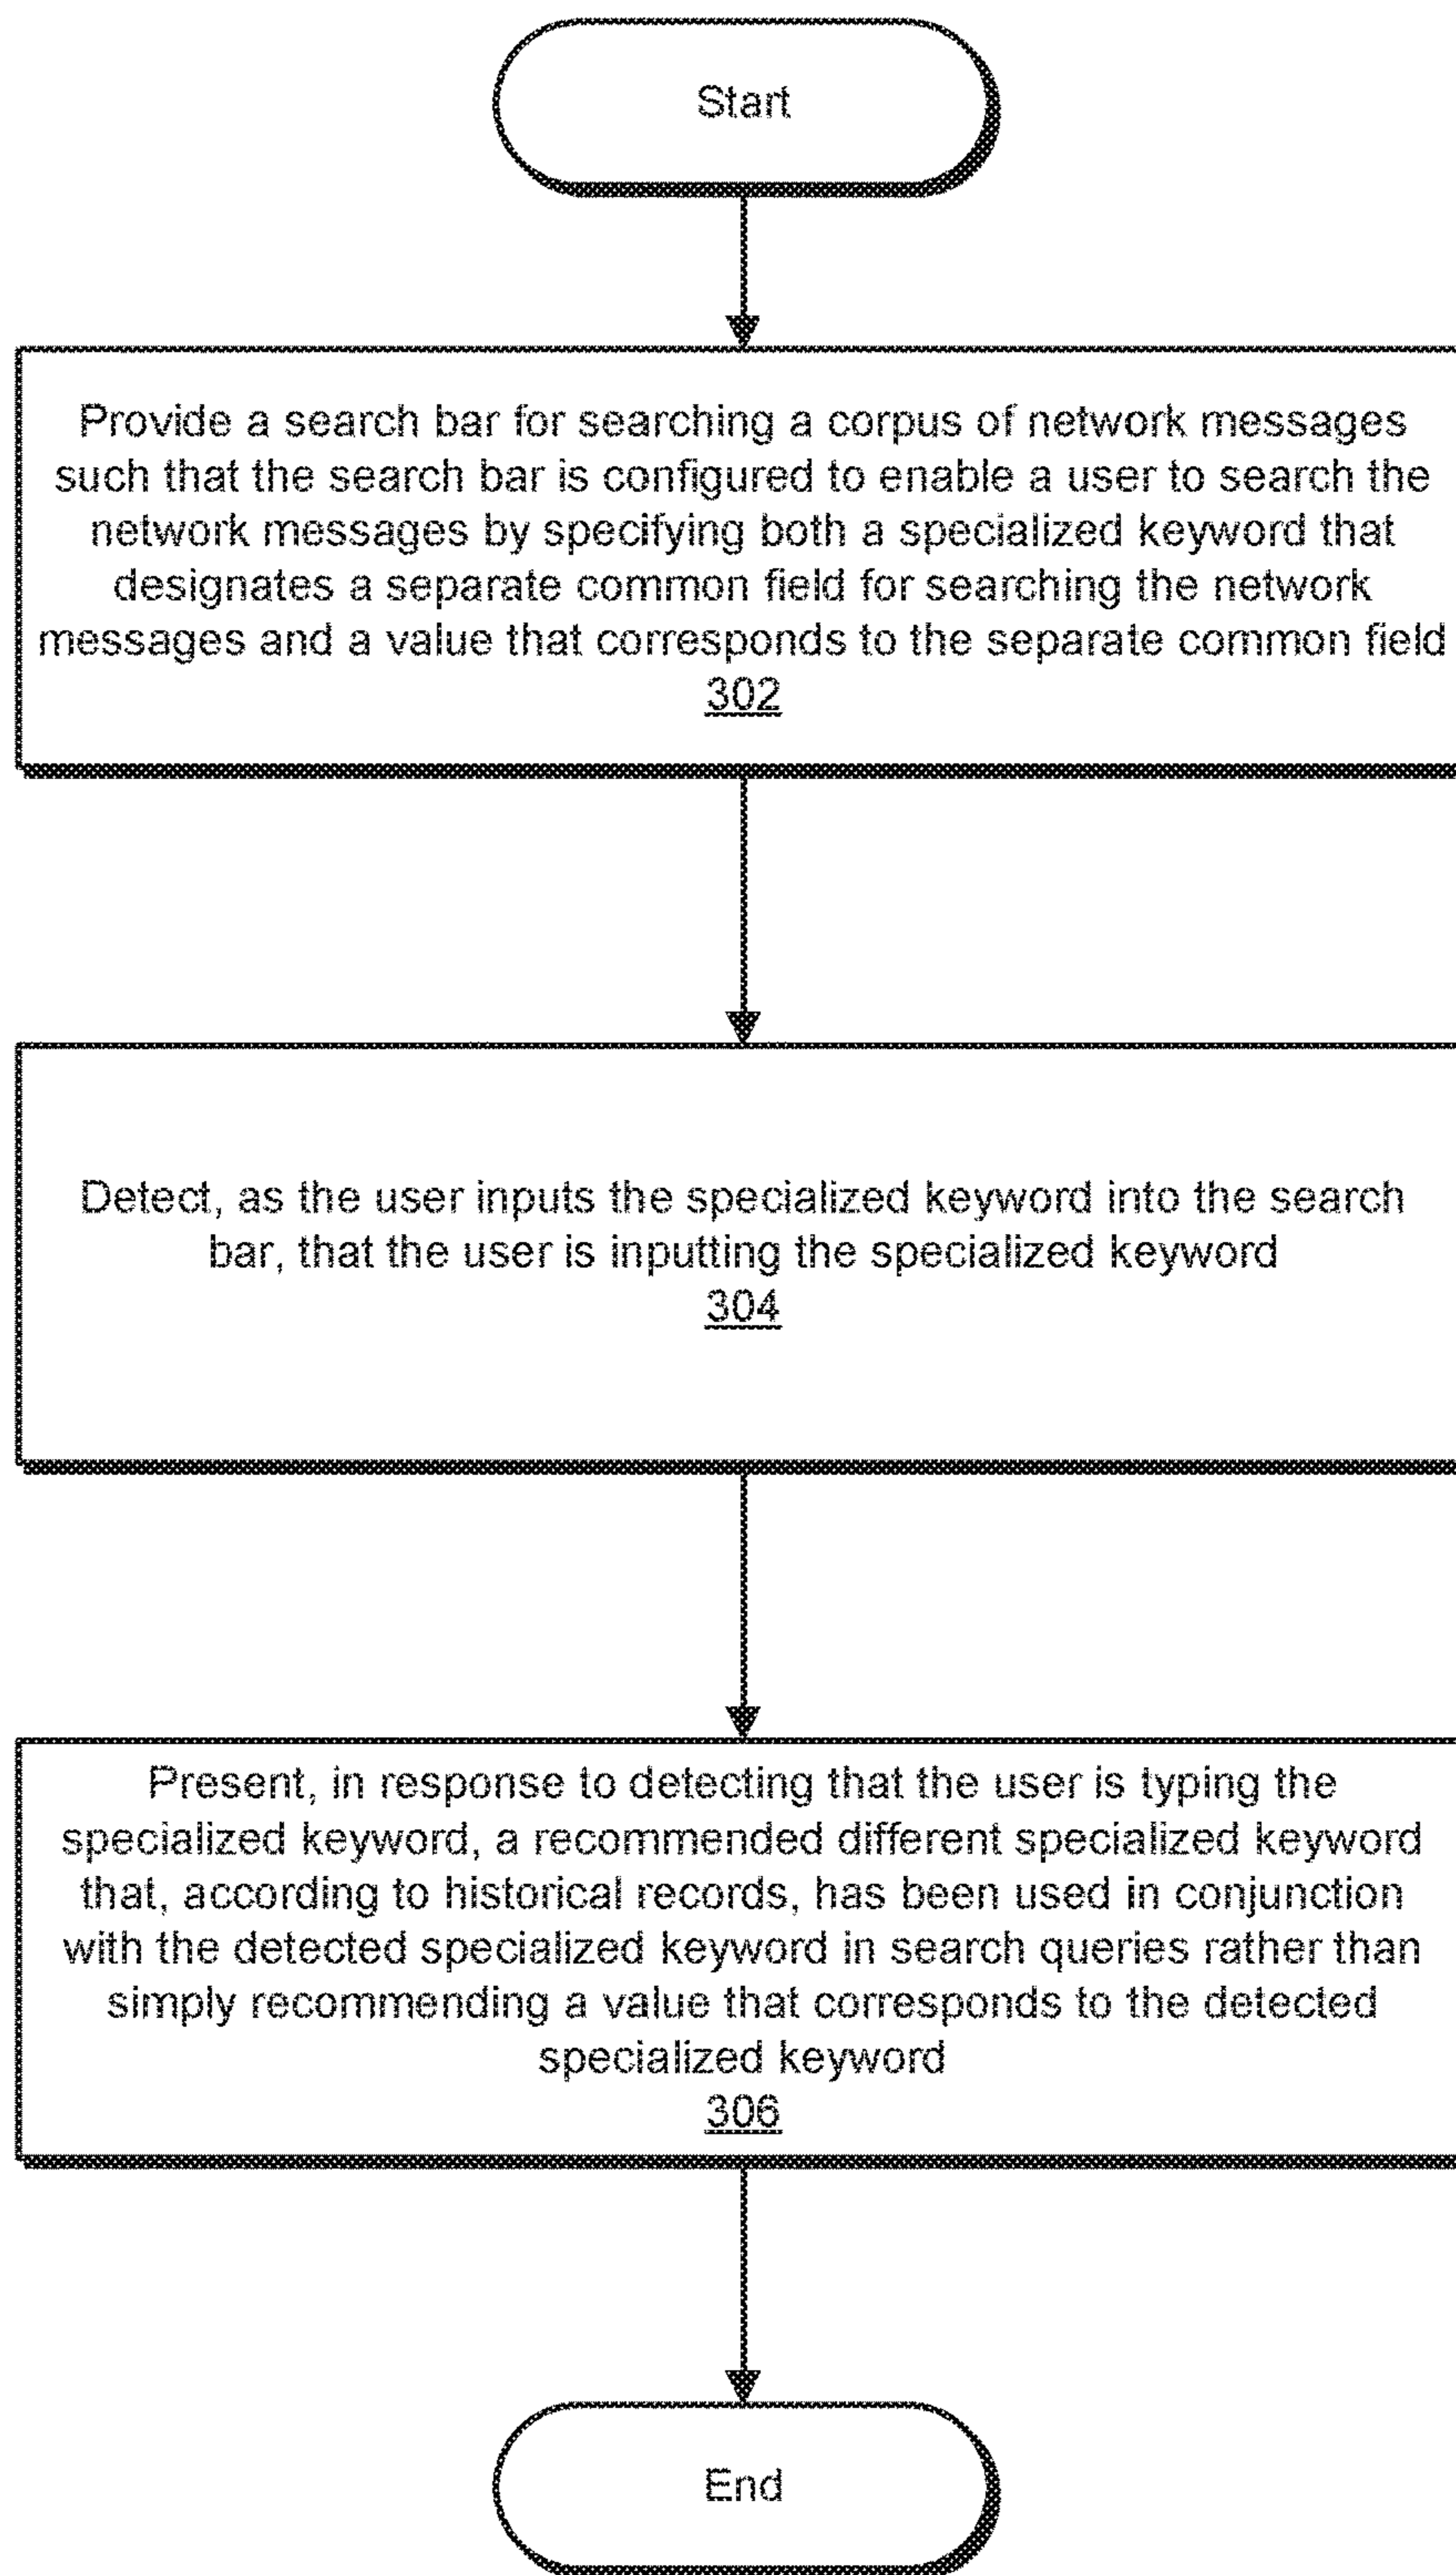 Start
Provide a search bar for searching a corpus of network messages
such that the search bar is configured to enable a user to search the
network messages by specifying both a specialized keyword that
designates a separate common field for searching the network
messages and a value that corresponds to the separate common field
302
Detect, as the user inputs the specialized keyword into the search
bar, that the user is inputting the specialized keyword
304
Present, in response to detecting that the user is typing the
specialized keyword, a recommended different specialized keyword
that, according to historical records, has been used in conjunction
with the detected specialized keyword in search queries rather than
simply recommending a value that corresponds to the detected
specialized keyword
306
End